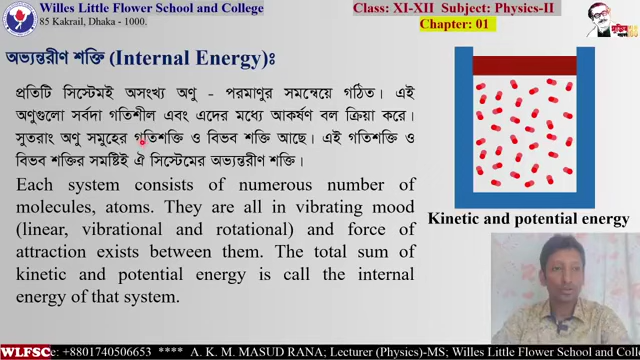 Willes Little Flower School and College
85 Kakrail, Dhaka - 1000.
Class: XI-XII Subject: Physics-II
Chapter: 01
অভ্যন্তরীণ শক্তি (Internal Energy)ঃ
প্রতিটি সিস্টেমই অসংখ্য অণু - পরমাণুর সমন্বেয়ে গঠিত। এই
অণুগুলো সর্বদা গতিশীল এবং এদের মধ্যে আকর্ষণ বল ক্রিয়া করে।
সুতরাং অণু সমুহের গতিশক্তি ও বিভব শক্তি আছে। এই গতিশক্তি ও
বিভব শক্তির সমষ্টিই ঐ সিস্টেমের অভ্যন্তরীণ শক্তি।
Each system consists of numerous number of
molecules, atoms. They are all in vibrating mood
(linear, vibrational and rotational) and force of
attraction exists between them. The total sum of
kinetic and potential energy is call the internal
energy of that system.
Kinetic and potential energy
WLFSC e: +8801740506653 **** A. K. M. MASUD RANA; Lecturer (Physics)-MS; Willes Little Flower School and Col